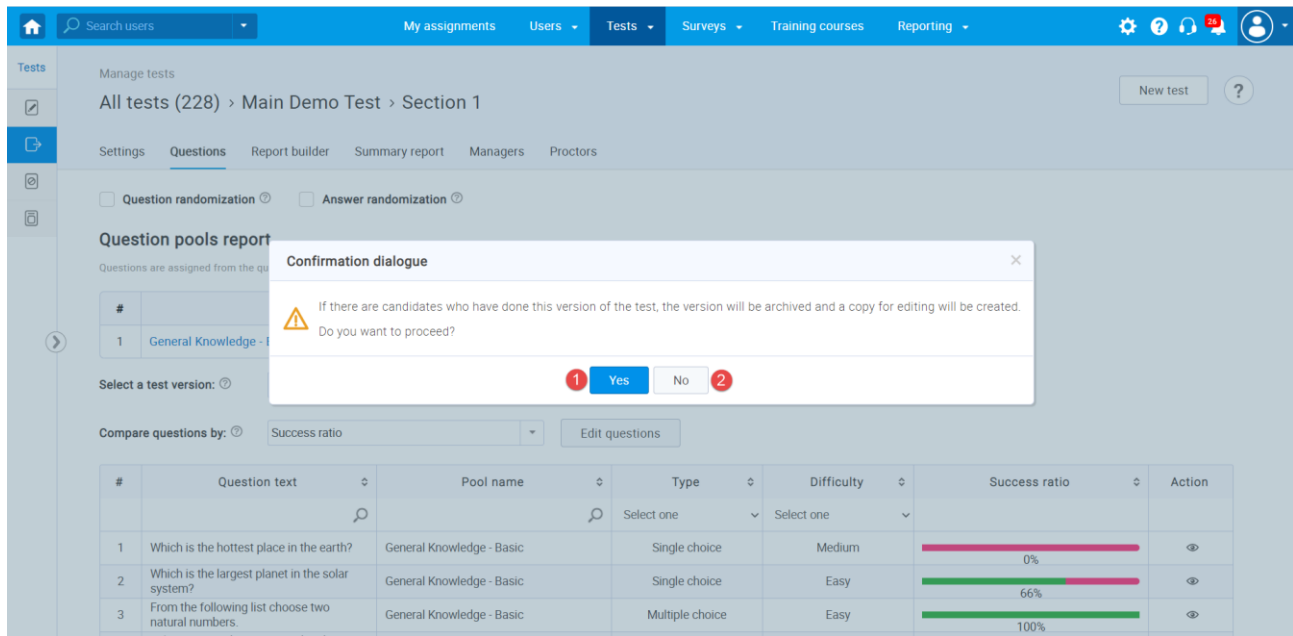 Search users
My assignments
Users
Tests
Surveys
Training courses
Reporting
26
Tests
Manage tests
All tests (228) › Main Demo Test › Section 1
New test
?
Settings
Questions
Report builder
Summary report
Managers
Proctors
Question randomization
Answer randomization
Question pools report
Questions are assigned from the qu
Confirmation dialogue
If there are candidates who have done this version of the test, the version will be archived and a copy for editing will be created.
Do you want to proceed?
1 Yes No 2
#
1 General Knowledge -
Select a test version:
Compare questions by: Success ratio Edit questions
# Question text Pool name Type Difficulty Success ratio Action
Select one Select one
1 Which is the hottest place in the earth? General Knowledge - Basic Single choice Medium 0%
2 Which is the largest planet in the solar
system? General Knowledge - Basic Single choice Easy 66%
3 From the following list choose two
natural numbers. General Knowledge - Basic Multiple choice Easy 100%